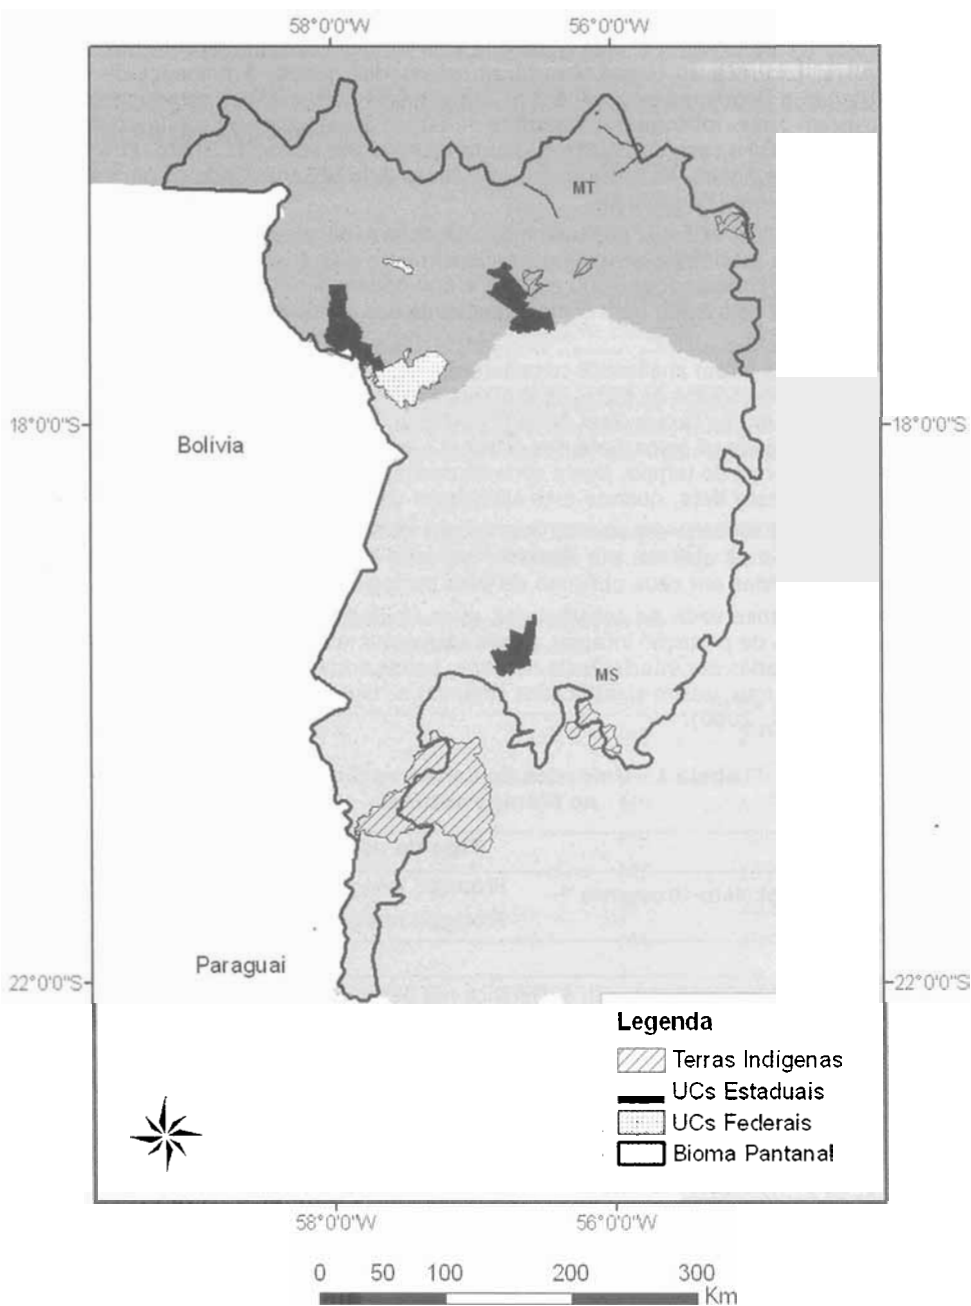 58°0'0"W 56°0'0"W
MT
18°0'0"S 18°0'0"S
Bolívia
MS
Paraguai
22°0'0"S 22°0'0"S
Legenda
Terras Indígenas
UCs Estaduais
UCs Federais
Bioma Pantanal
58°0'0"W 56°0'0"W
0 50 100 200 300
Km